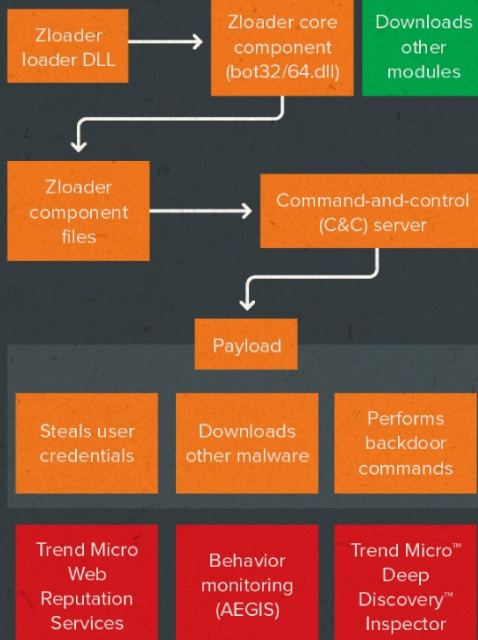 Zloader
loader DLL
Zloader core
component
(bot32/64.dll)
Downloads
other
modules
Zloader
component
files
Command-and-control
(C&C) server
Payload
Steals user
credentials
Downloads
other malware
Performs
backdoor
commands
Trend Micro
Web
Reputation
Services
Behavior
monitoring
(AEGIS)
Trend Micro™
Deep
Discovery™
Inspector